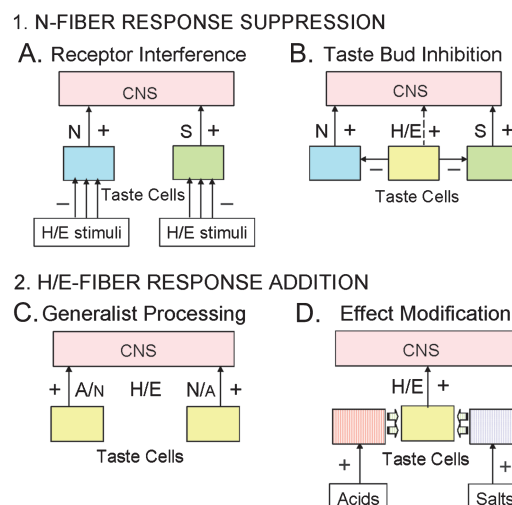 1. N-FIBER RESPONSE SUPPRESSION
A. Receptor Interference
CNS
N +
S +
Taste Cells
–
–
H/E stimuli
H/E stimuli
B. Taste Bud Inhibition
CNS
N +
H/E +
S +
–
–
Taste Cells
2. H/E-FIBER RESPONSE ADDITION
C. Generalist Processing
CNS
+ A/N
H/E
N/A +
Taste Cells
D. Effect Modification
CNS
H/E +
Taste Cells
+
+
Acids
Salts